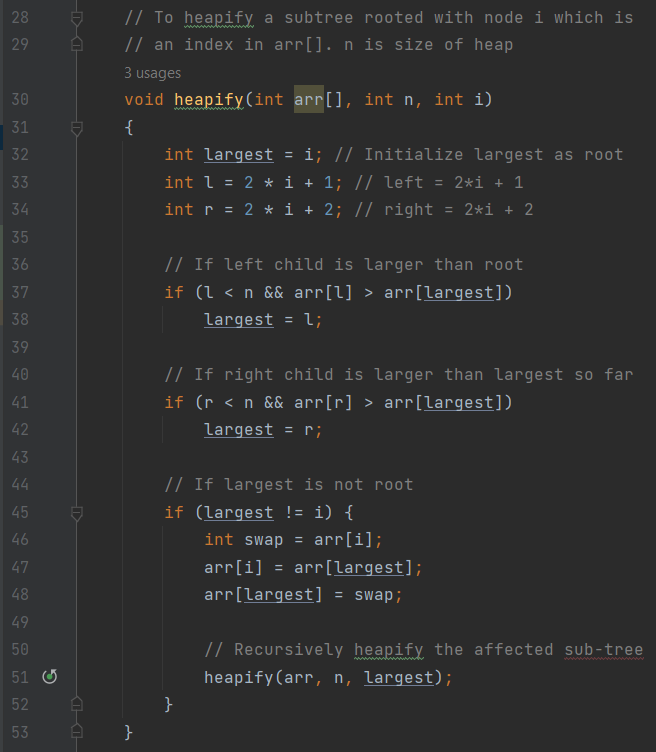 28 // To heapify a subtree rooted with node i which is
29 // an index in arr[]. n is size of heap
3 usages
30 void heapify(int arr[], int n, int i)
31 {
32 int largest = i; // Initialize largest as root
33 int l = 2 * i + 1; // left = 2*i + 1
34 int r = 2 * i + 2; // right = 2*i + 2
35
36 // If left child is larger than root
37 if (l < n && arr[l] > arr[largest])
38 largest = l;
39
40 // If right child is larger than largest so far
41 if (r < n && arr[r] > arr[largest])
42 largest = r;
43
44 // If largest is not root
45 if (largest != i) {
46 int swap = arr[i];
47 arr[i] = arr[largest];
48 arr[largest] = swap;
49
50 // Recursively heapify the affected sub-tree
51 heapify(arr, n, largest);
52 }
53 }